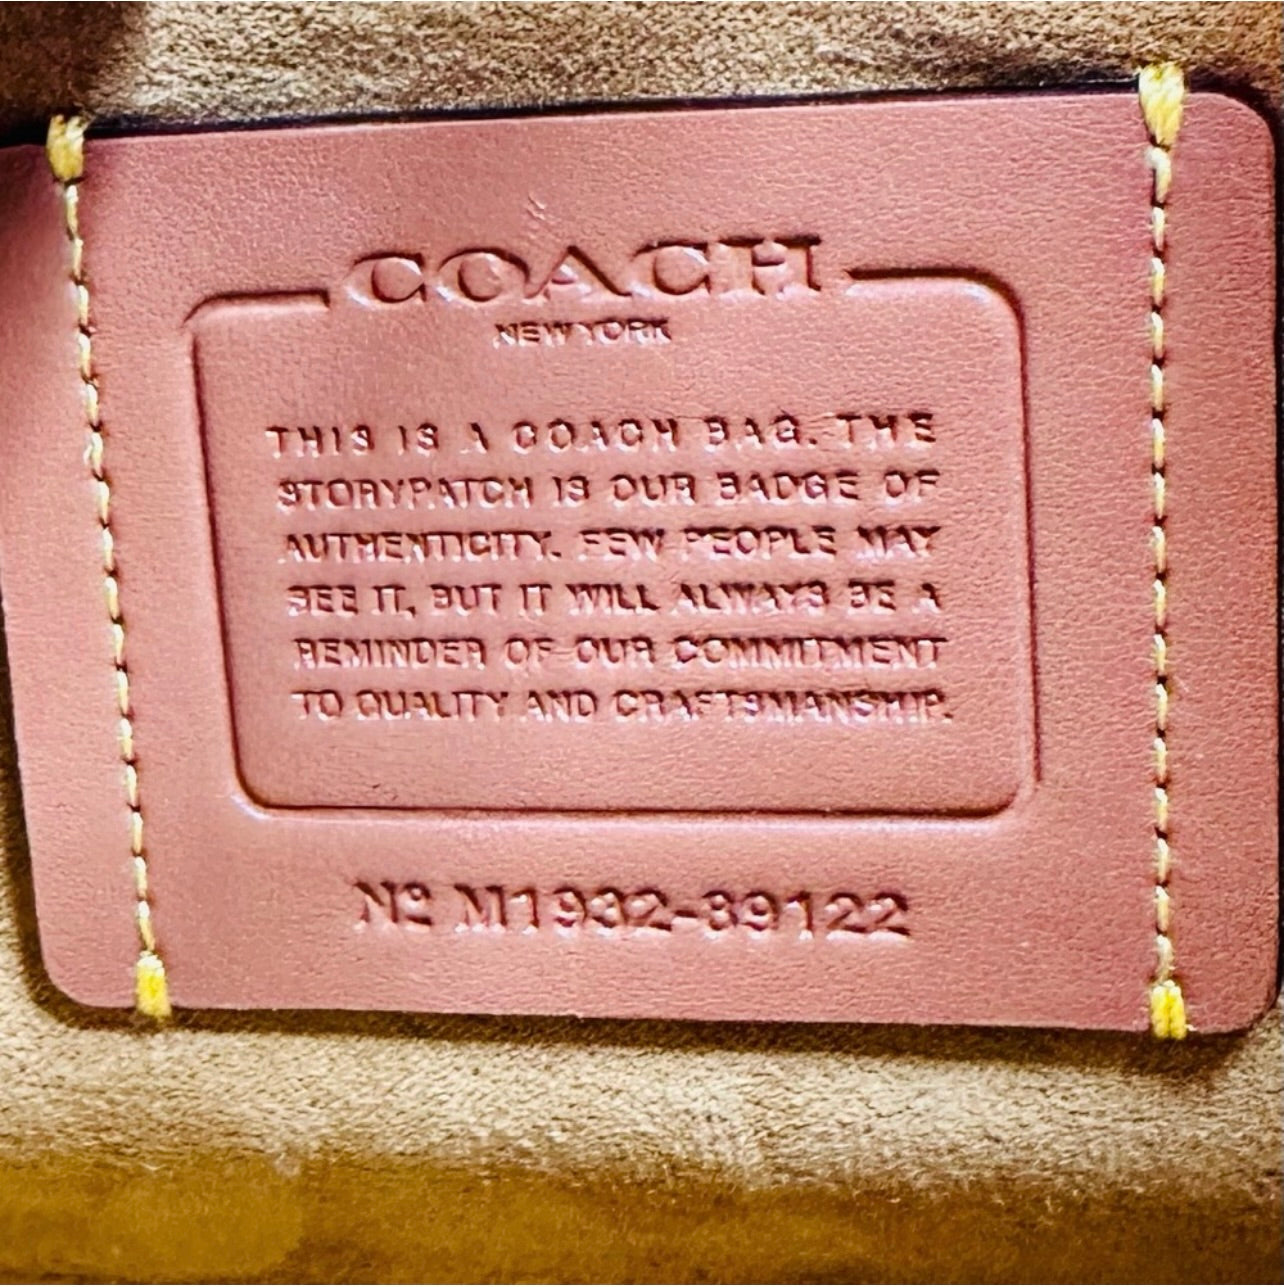 COACH
NEW YORK
THIS IS A COACH BAG. THE
STORYPATCH IS OUR BADGE OF
AUTHENTICITY. FEW PEOPLE MAY
SEE IT, BUT IT WILL ALWAYS BE A
REMINDER OF OUR COMMITMENT
TO QUALITY AND CRAFTSMANSHIP.
Nº M1932-89122